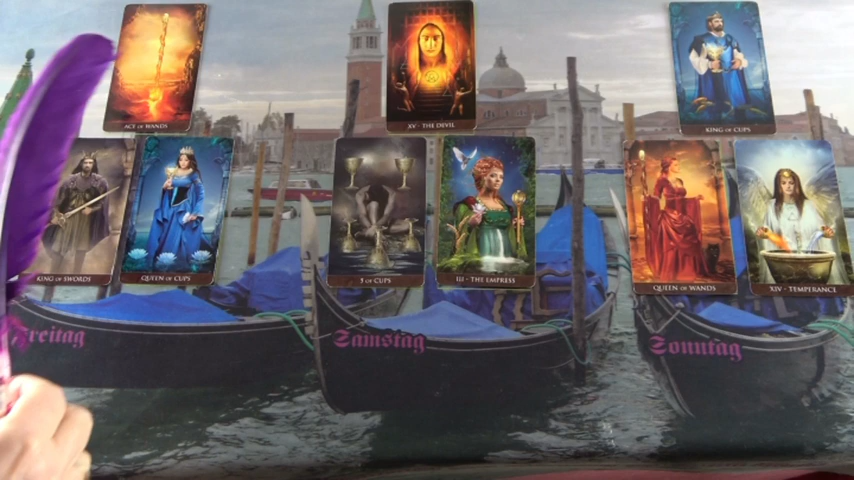 ACE OF WANDS
XV · THE DEVIL
KING OF CUPS
KING OF SWORDS
QUEEN OF CUPS
5 OF CUPS
III · THE EMPRESS
QUEEN OF WANDS
XIV · TEMPERANCE
Freitag
Samstag
Sonntag